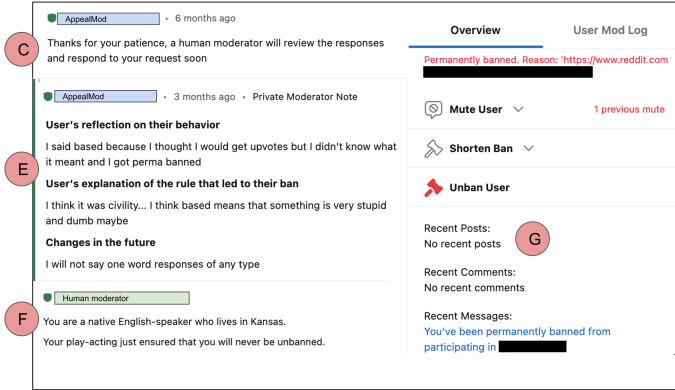 C
AppealMod · 6 months ago
Thanks for your patience, a human moderator will review the responses
and respond to your request soon
E
AppealMod · 3 months ago · Private Moderator Note
User's reflection on their behavior
I said based because I thought I would get upvotes but I didn't know what
it meant and I got perma banned
User's explanation of the rule that led to their ban
I think it was civility... I think based means that something is very stupid
and dumb maybe
Changes in the future
I will not say one word responses of any type
F
Human moderator
You are a native English-speaker who lives in Kansas.
Your play-acting just ensured that you will never be unbanned.
Overview
User Mod Log
Permanently banned. Reason: 'https://www.reddit.com
Mute User
1 previous mute
Shorten Ban
Unban User
G
Recent Posts:
No recent posts
Recent Comments:
No recent comments
Recent Messages:
You've been permanently banned from
participating in